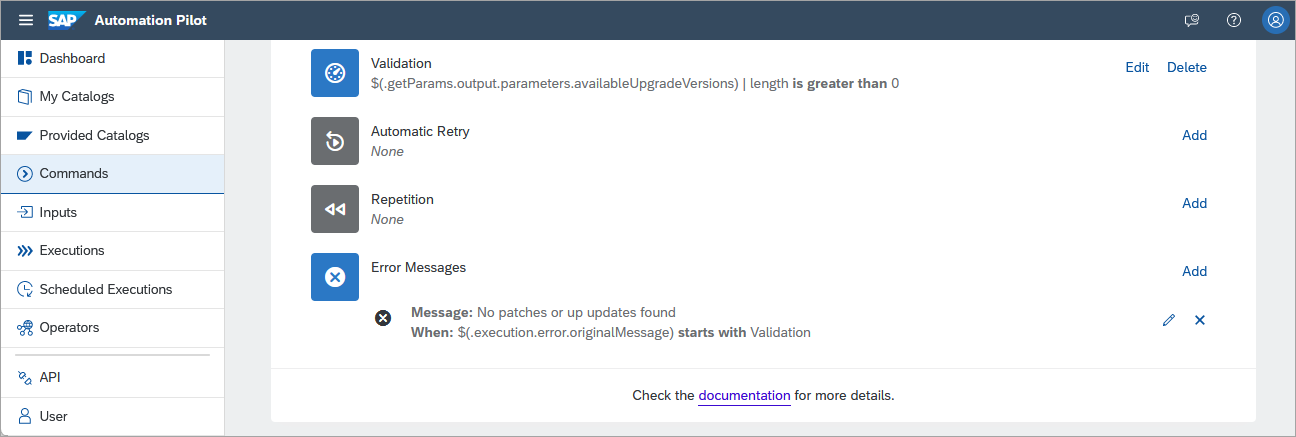 SAP Automation Pilot
Dashboard
My Catalogs
Provided Catalogs
Commands
Inputs
Executions
Scheduled Executions
Operators
API
User
Validation
$(.getParams.output.parameters.availableUpgradeVersions) | length is greater than 0
Edit Delete
Automatic Retry
None
Add
Repetition
None
Add
Error Messages
Add
Message: No patches or up updates found
When: $(.execution.error.originalMessage) starts with Validation
Check the documentation for more details.